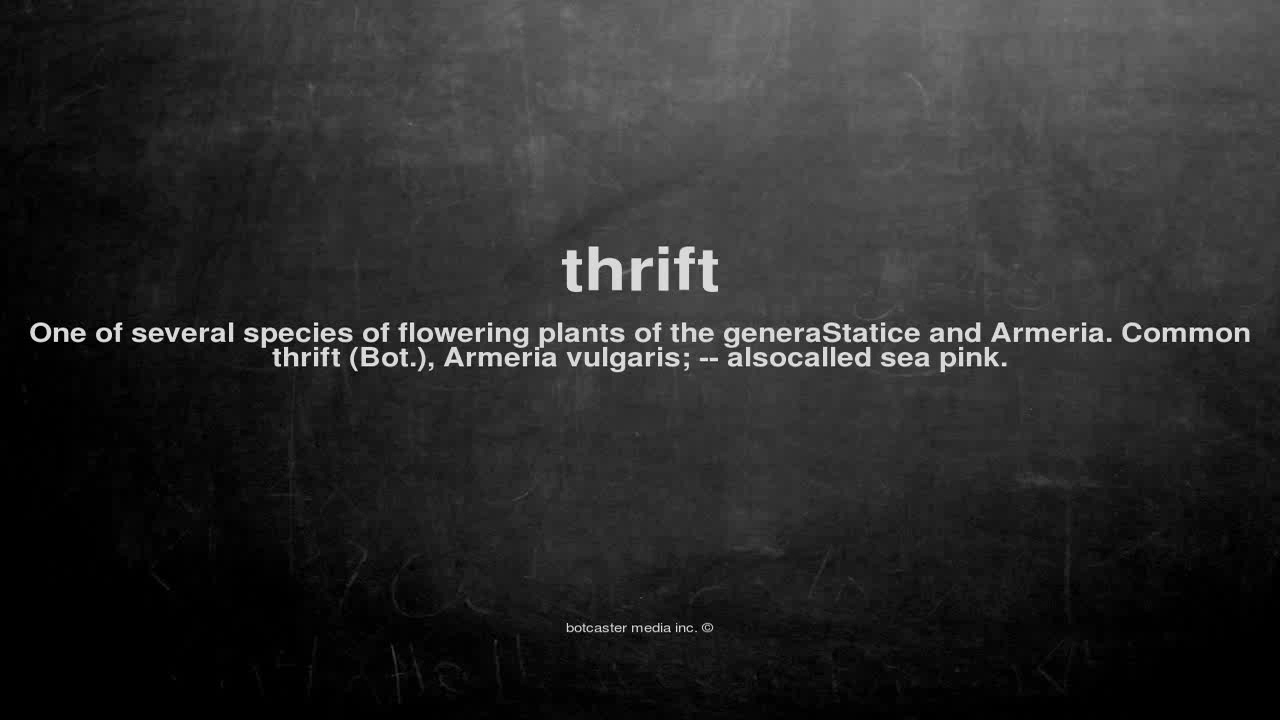 thrift
One of several species of flowering plants of the generaStatice and Armeria. Common
thrift (Bot.), Armeria vulgaris; -- alsocalled sea pink.
botcaster media inc. ©